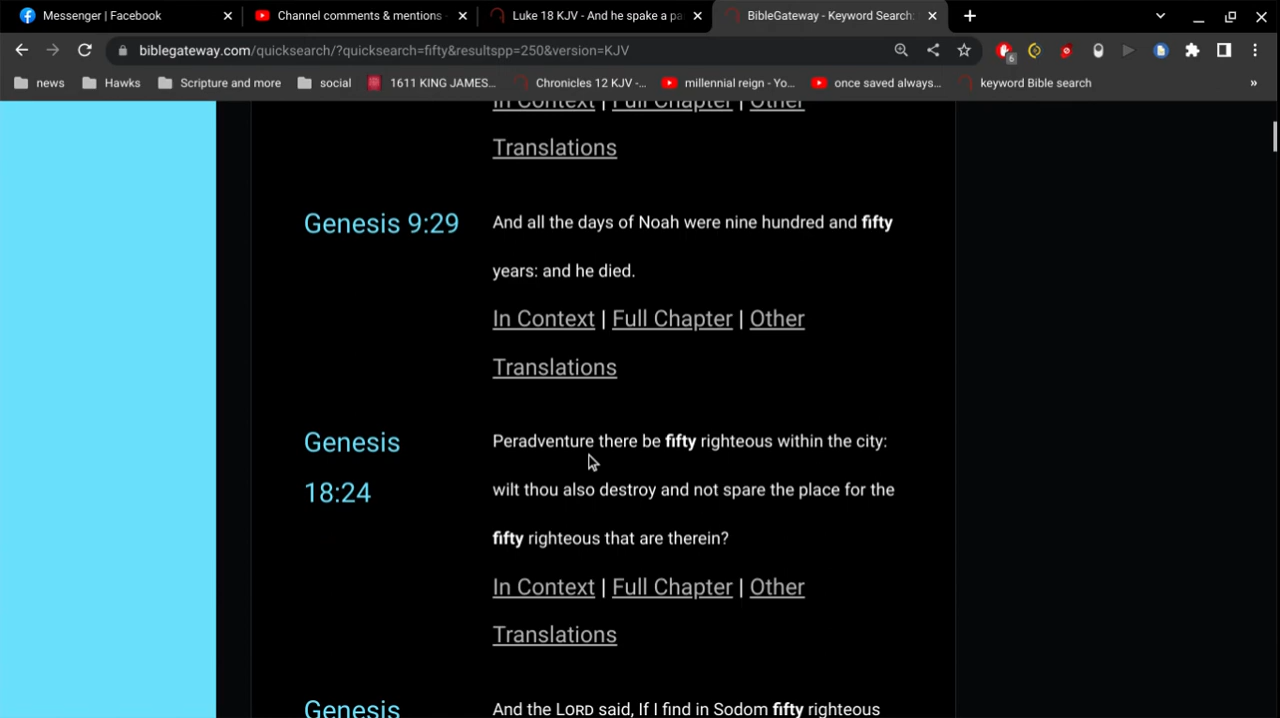 Messenger | Facebook
Channel comments & mentions
Luke 18 KJV - And he spake a pa
BibleGateway - Keyword Search:
biblegateway.com/quicksearch/?quicksearch=fifty&resultspp=250&version=KJV
6
news
Hawks
Scripture and more
social
1611 KING JAMES...
Chronicles 12 KJV -...
millennial reign - Yo...
once saved always...
keyword Bible search
»
In Context | Full Chapter | Other
Translations
Genesis 9:29
And all the days of Noah were nine hundred and fifty
years: and he died.
In Context | Full Chapter | Other
Translations
Genesis
18:24
Peradventure there be fifty righteous within the city:
wilt thou also destroy and not spare the place for the
fifty righteous that are therein?
In Context | Full Chapter | Other
Translations
Genesis
And the LORD said, If I find in Sodom fifty righteous